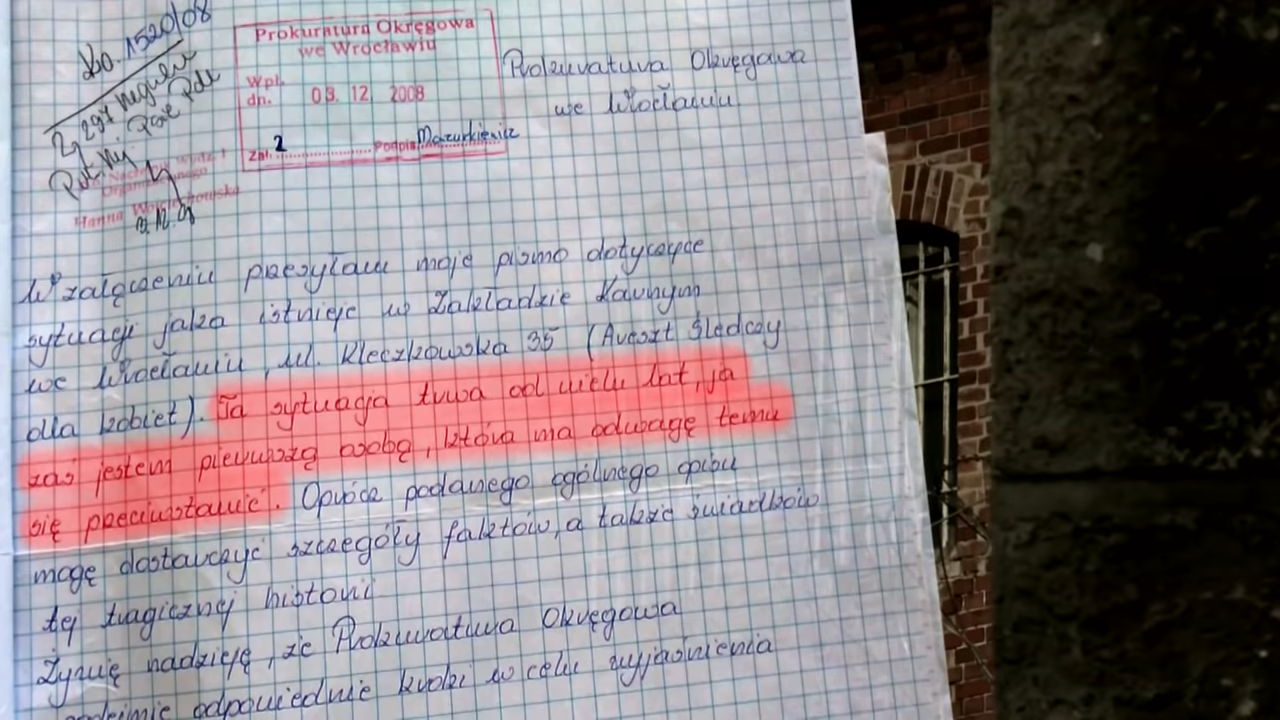 Ko. 1520/08
Prokuratura Okręgowa
we Wrocławiu
Wpł.
dn. 03. 12. 2008
Zał. 2 Podpis Mazurkiewicz
Prokuratura Okręgowa
we Wrocławiu
Organizacyjnego
Hanna Wojciechowska
W załączeniu przesyłam moje pismo dotyczące
sytuacji jaka istnieje w Zakładzie Karnym
we Wrocławiu, ul. Kleczkowska 35 (Areszt Śledczy
dla kobiet). Ta sytuacja trwa od wielu lat, ja
zaś jestem pierwszą osobą, która ma odwagę temu
się przeciwstawić. Oprócz podanego ogólnego opisu
mogę dostarczyć szczegóły faktów, a także świadków
tej tragicznej historii
Żywię nadzieję, że Prokuratura Okręgowa
podejmie odpowiednie kroki w celu wyjaśnienia